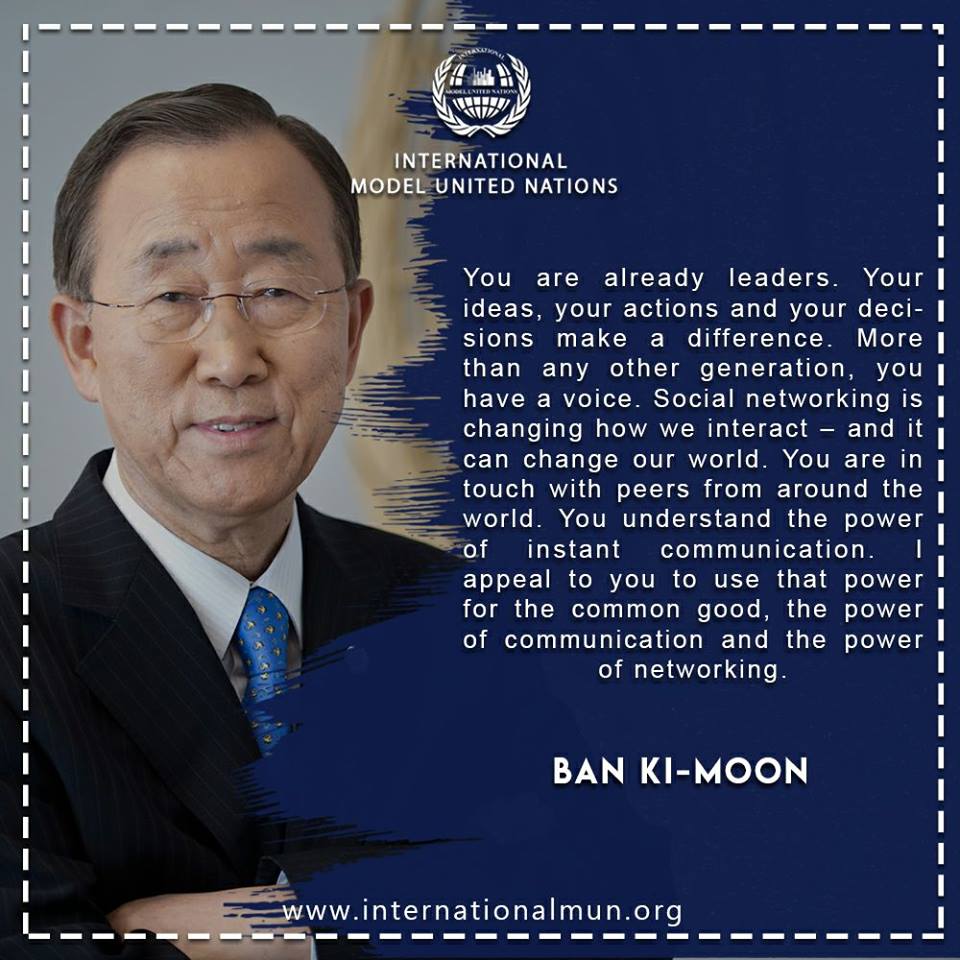 INTERNATIONAL
MODEL UNITED NATIONS
INTERNATIONAL
MODEL UNITED NATIONS
You are already leaders. Your
ideas, your actions and your deci-
sions make a difference. More
than any other generation, you
have a voice. Social networking is
changing how we interact – and it
can change our world. You are in
touch with peers from around the
world. You understand the power
of instant communication. I
appeal to you to use that power
for the common good, the power
of communication and the power
of networking.
BAN KI-MOON
www.internationalmun.org